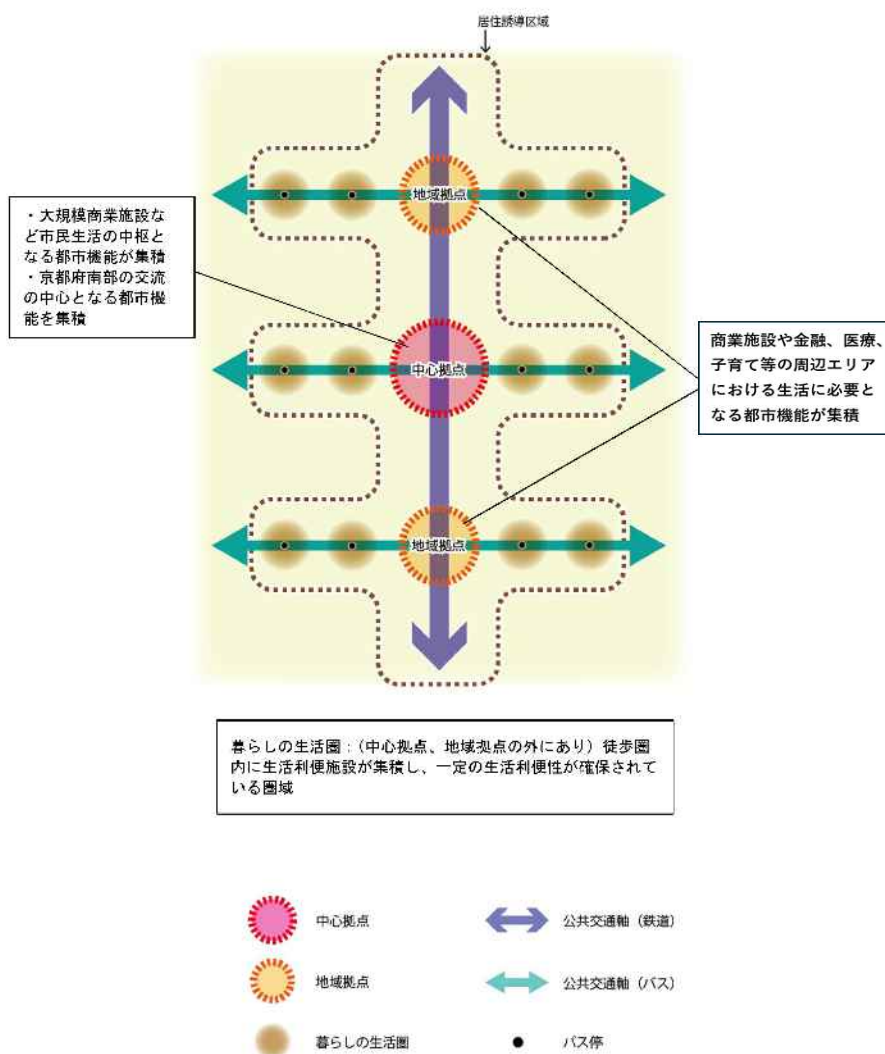 居住誘導区域
地域拠点
・大規模商業施設な
ど市民生活の中枢と
なる都市機能が集積
・京都府南部の交流
の中心となる都市機
能を集積
中心拠点
商業施設や金融、医療、
子育て等の周辺エリア
における生活に必要と
なる都市機能が集積
地域拠点
暮らしの生活圏：（中心拠点、地域拠点の外にあり）徒歩圏
内に生活利便施設が集積し、一定の生活利便性が確保されて
いる圏域
中心拠点
公共交通軸（鉄道）
地域拠点
公共交通軸（バス）
暮らしの生活圏
バス停